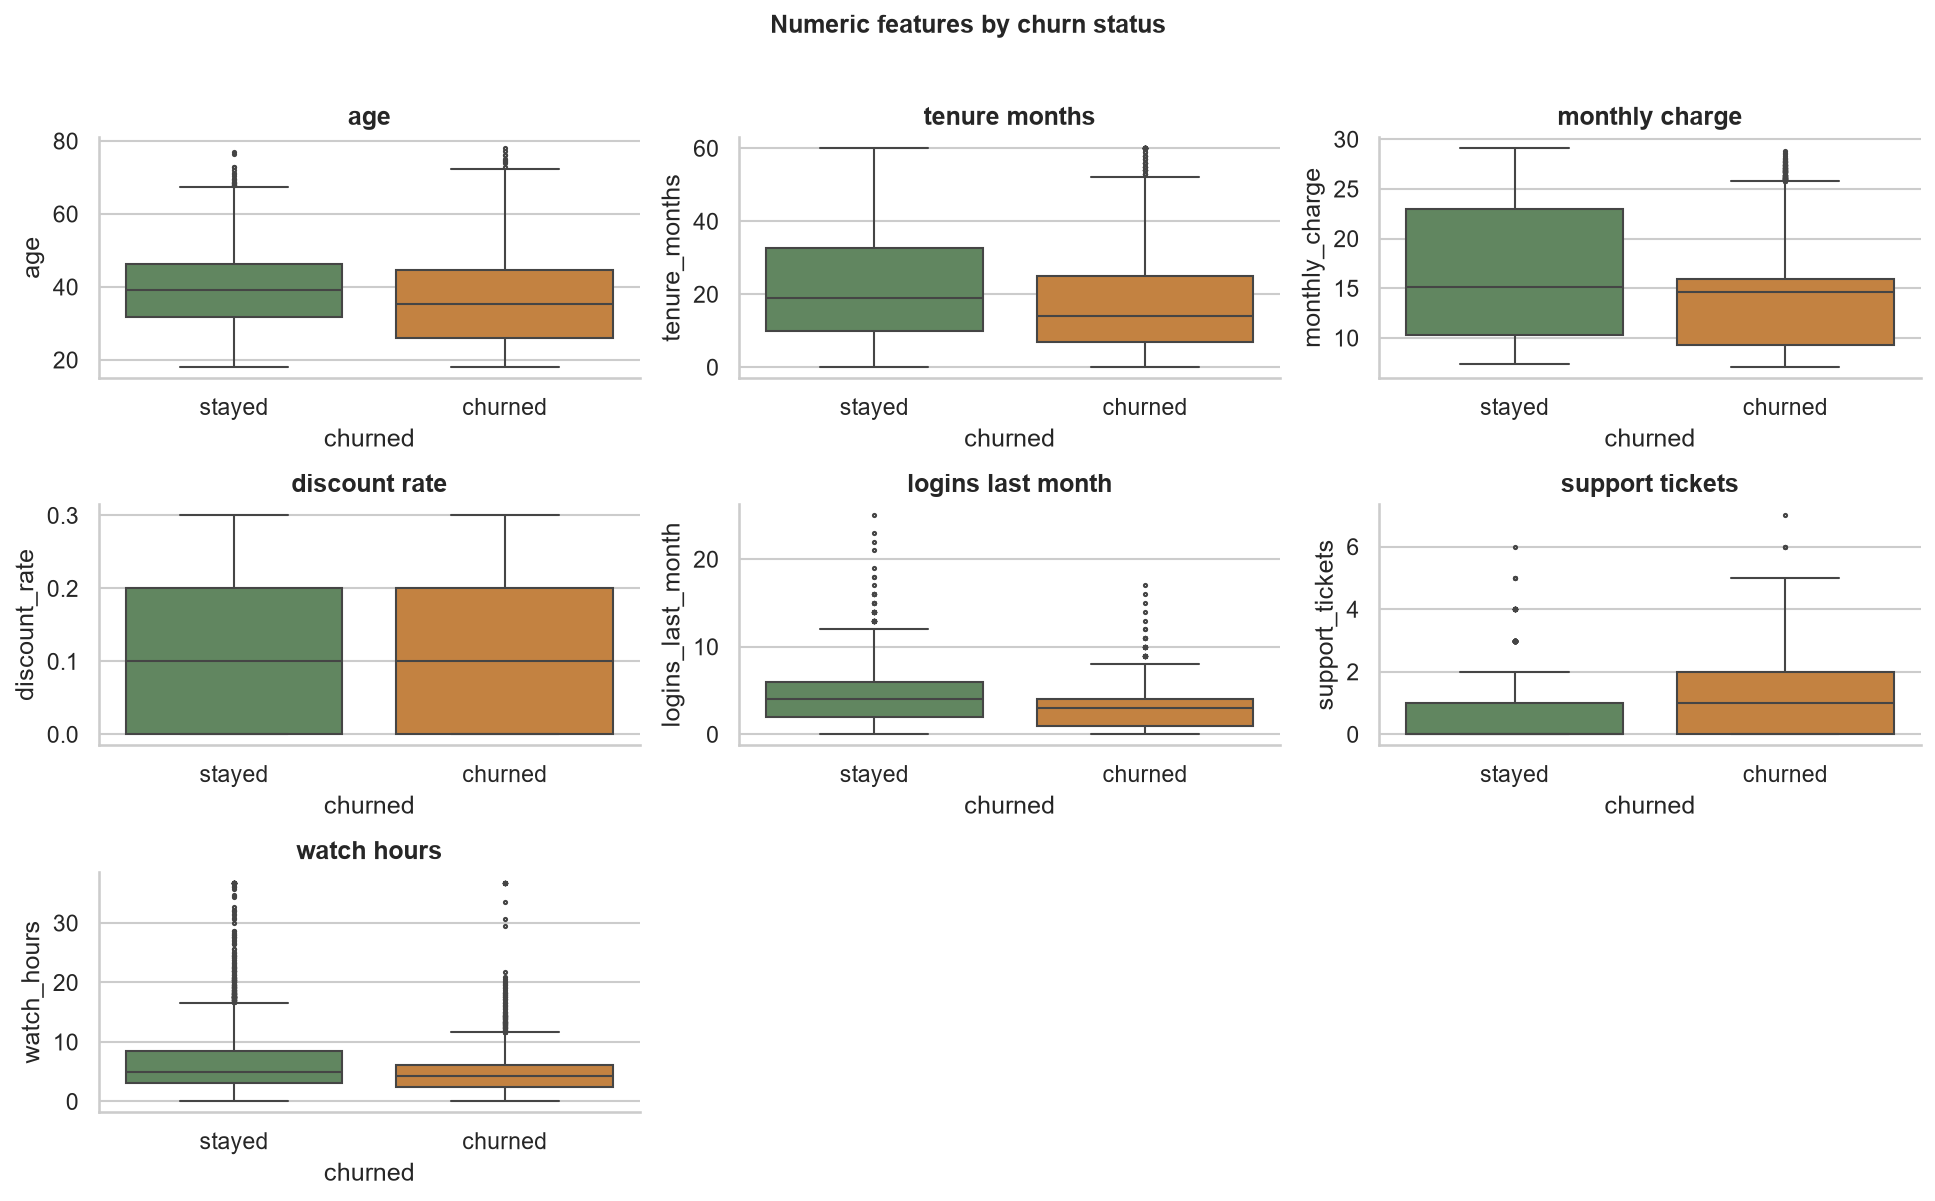 Numeric features by churn status
age
80
60
40
20
age
stayed
churned
churned
tenure months
60
40
20
0
tenure_months
stayed
churned
churned
monthly charge
30
25
20
15
10
monthly_charge
stayed
churned
churned
discount rate
0.3
0.2
0.1
0.0
discount_rate
stayed
churned
churned
logins last month
20
10
0
logins_last_month
stayed
churned
churned
support tickets
6
4
2
0
support_tickets
stayed
churned
churned
watch hours
30
20
10
0
watch_hours
stayed
churned
churned